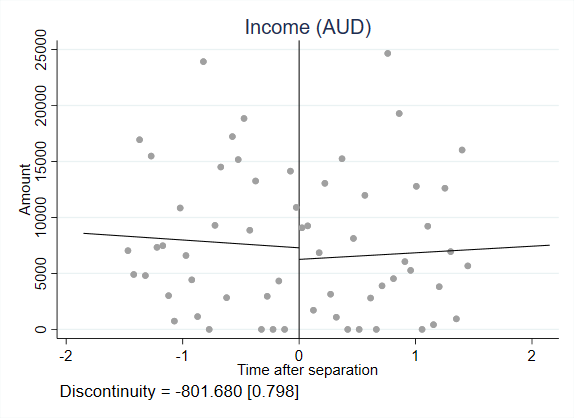 Income (AUD)
25000
20000
15000
10000
5000
0
Amount
-2
-1
0
1
2
Time after separation
Discontinuity = -801.680 [0.798]